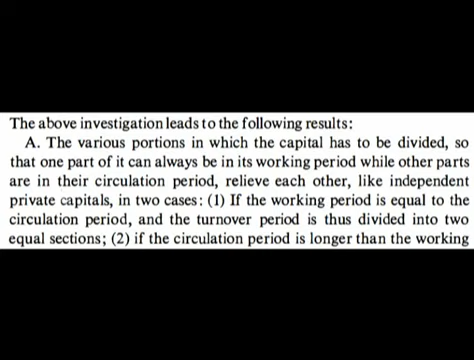 The above investigation leads to the following results:
A. The various portions in which the capital has to be divided, so
that one part of it can always be in its working period while other parts
are in their circulation period, relieve each other, like independent
private capitals, in two cases: (1) If the working period is equal to the
circulation period, and the turnover period is thus divided into two
equal sections; (2) if the circulation period is longer than the working